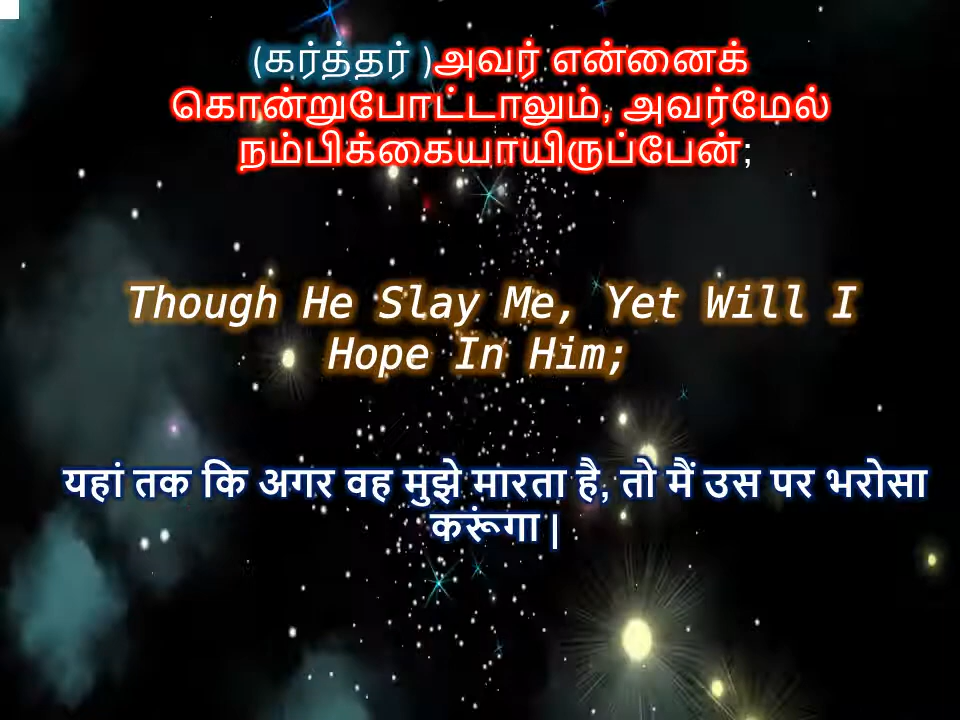 (கர்த்தர் )அவர் என்னைக்
கொன்றுபோட்டாலும், அவர்மேல்
நம்பிக்கையாயிருப்பேன்;
Though He Slay Me, Yet Will I
Hope In Him;
यहां तक कि अगर वह मुझे मारता है, तो मैं उस पर भरोसा
करूंगा |